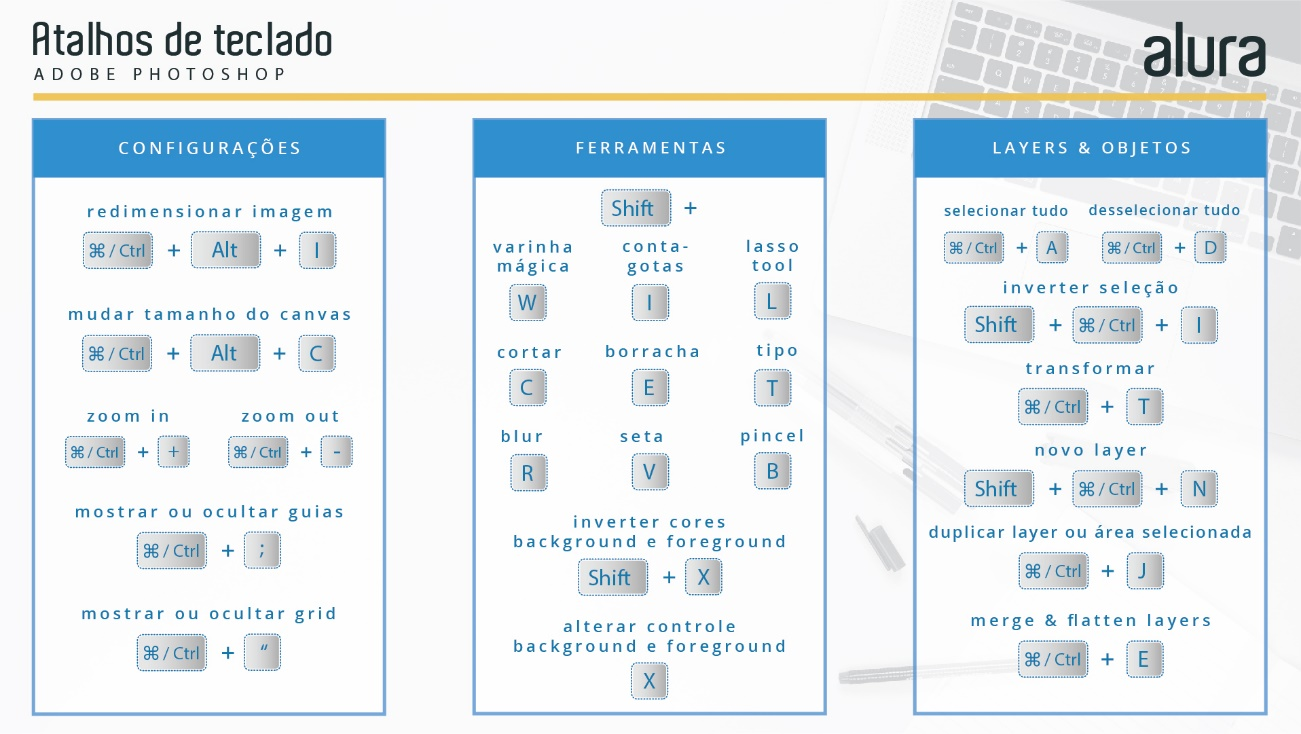 Atalhos de teclado
ADOBE PHOTOSHOP
alura
CONFIGURAÇÕES
redimensionar imagem
⌘/Ctrl + Alt + I
mudar tamanho do canvas
⌘/Ctrl + Alt + C
zoom in zoom out
⌘/Ctrl + + ⌘/Ctrl + -
mostrar ou ocultar guias
⌘/Ctrl + ;
mostrar ou ocultar grid
⌘/Ctrl + “
FERRAMENTAS
Shift +
varinha conta- lasso
mágica gotas tool
W I L
cortar borracha tipo
C E T
blur seta pincel
R V B
inverter cores
background e foreground
Shift + X
alterar controle
background e foreground
X
LAYERS & OBJETOS
selecionar tudo desselecionar tudo
⌘/Ctrl + A ⌘/Ctrl + D
inverter seleção
Shift + ⌘/Ctrl + I
transformar
⌘/Ctrl + T
novo layer
Shift + ⌘/Ctrl + N
duplicar layer ou área selecionada
⌘/Ctrl + J
merge & flatten layers
⌘/Ctrl + E